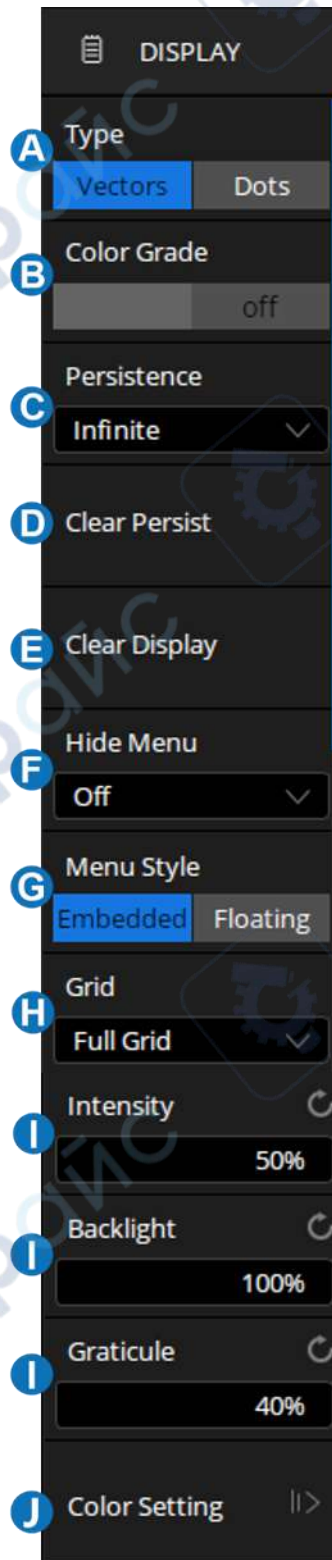 DISPLAY
A
Type
Vectors Dots
B
Color Grade
off
C
Persistence
Infinite
D
Clear Persist
E
Clear Display
F
Hide Menu
Off
G
Menu Style
Embedded Floating
H
Grid
Full Grid
I
Intensity
50%
I
Backlight
100%
I
Graticule
40%
J
Color Setting